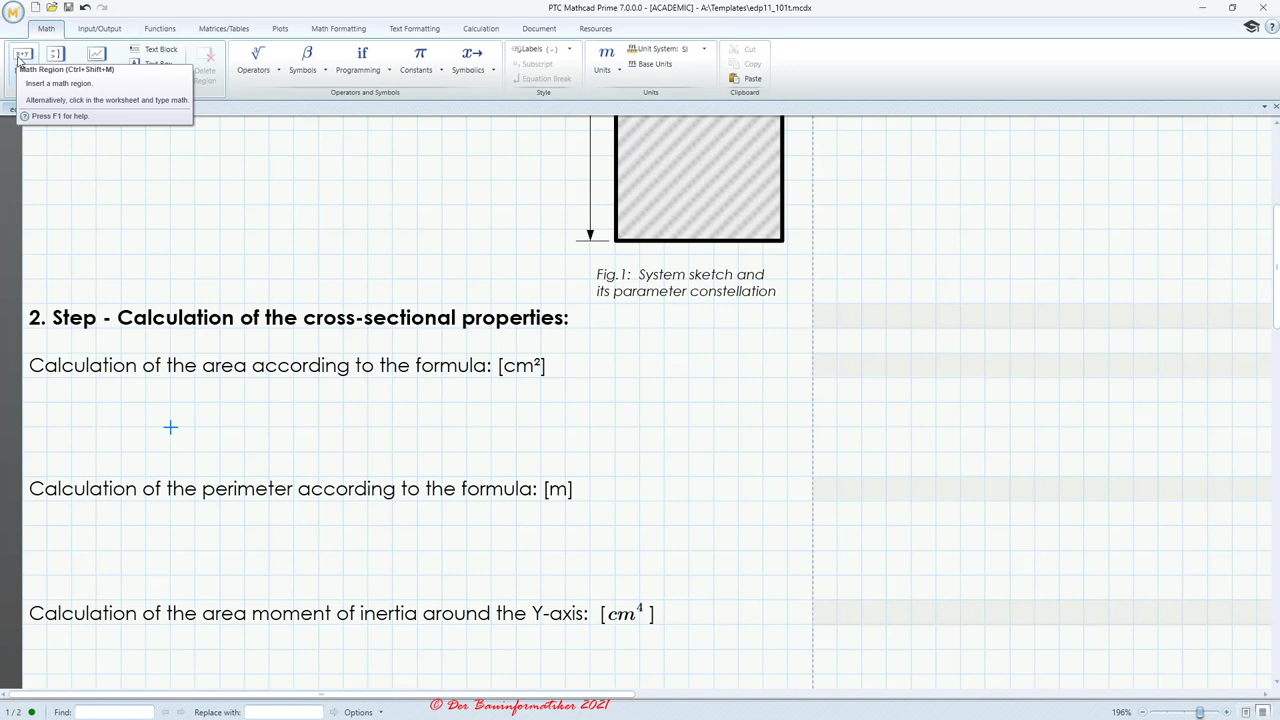 PTC Mathcad Prime 7.0.0.0 - [ACADEMIC] - A:\Templates\edp11_101t.mcdx
Math Input/Output Functions Matrices/Tables Plots Math Formatting Text Formatting Calculation Document Resources
Text Block
Delete Region
Operators Symbols Programming Constants Symbolics
Operators and Symbols
Labels ( - )
Subscript
Equation Break
Style
Units
Unit System: SI
Base Units
Units
Cut
Copy
Paste
Clipboard
Math Region (Ctrl+Shift+M)
Insert a math region.
Alternatively, click in the worksheet and type math.
Press F1 for help.
Fig.1: System sketch and
its parameter constellation
2. Step - Calculation of the cross-sectional properties:
Calculation of the area according to the formula: [cm²]
Calculation of the perimeter according to the formula: [m]
Calculation of the area moment of inertia around the Y-axis: [cm⁴ ]
1 / 2 Find: Replace with: Options 196%
© Der Bauinformatiker 2021